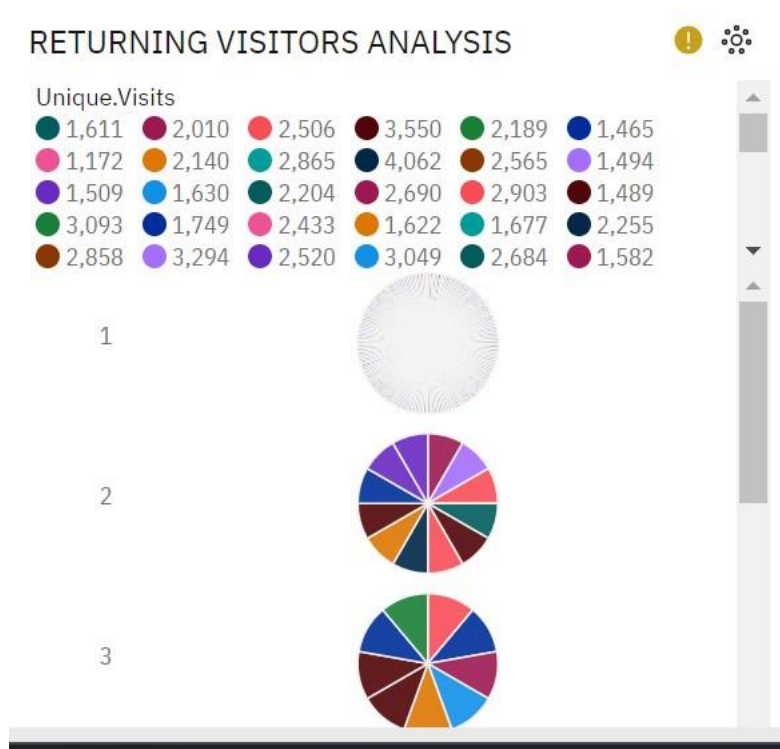 RETURNING VISITORS ANALYSIS
Unique.Visits
1,611 2,010 2,506 3,550 2,189 1,465
1,172 2,140 2,865 4,062 2,565 1,494
1,509 1,630 2,204 2,690 2,903 1,489
3,093 1,749 2,433 1,622 1,677 2,255
2,858 3,294 2,520 3,049 2,684 1,582
1
2
3